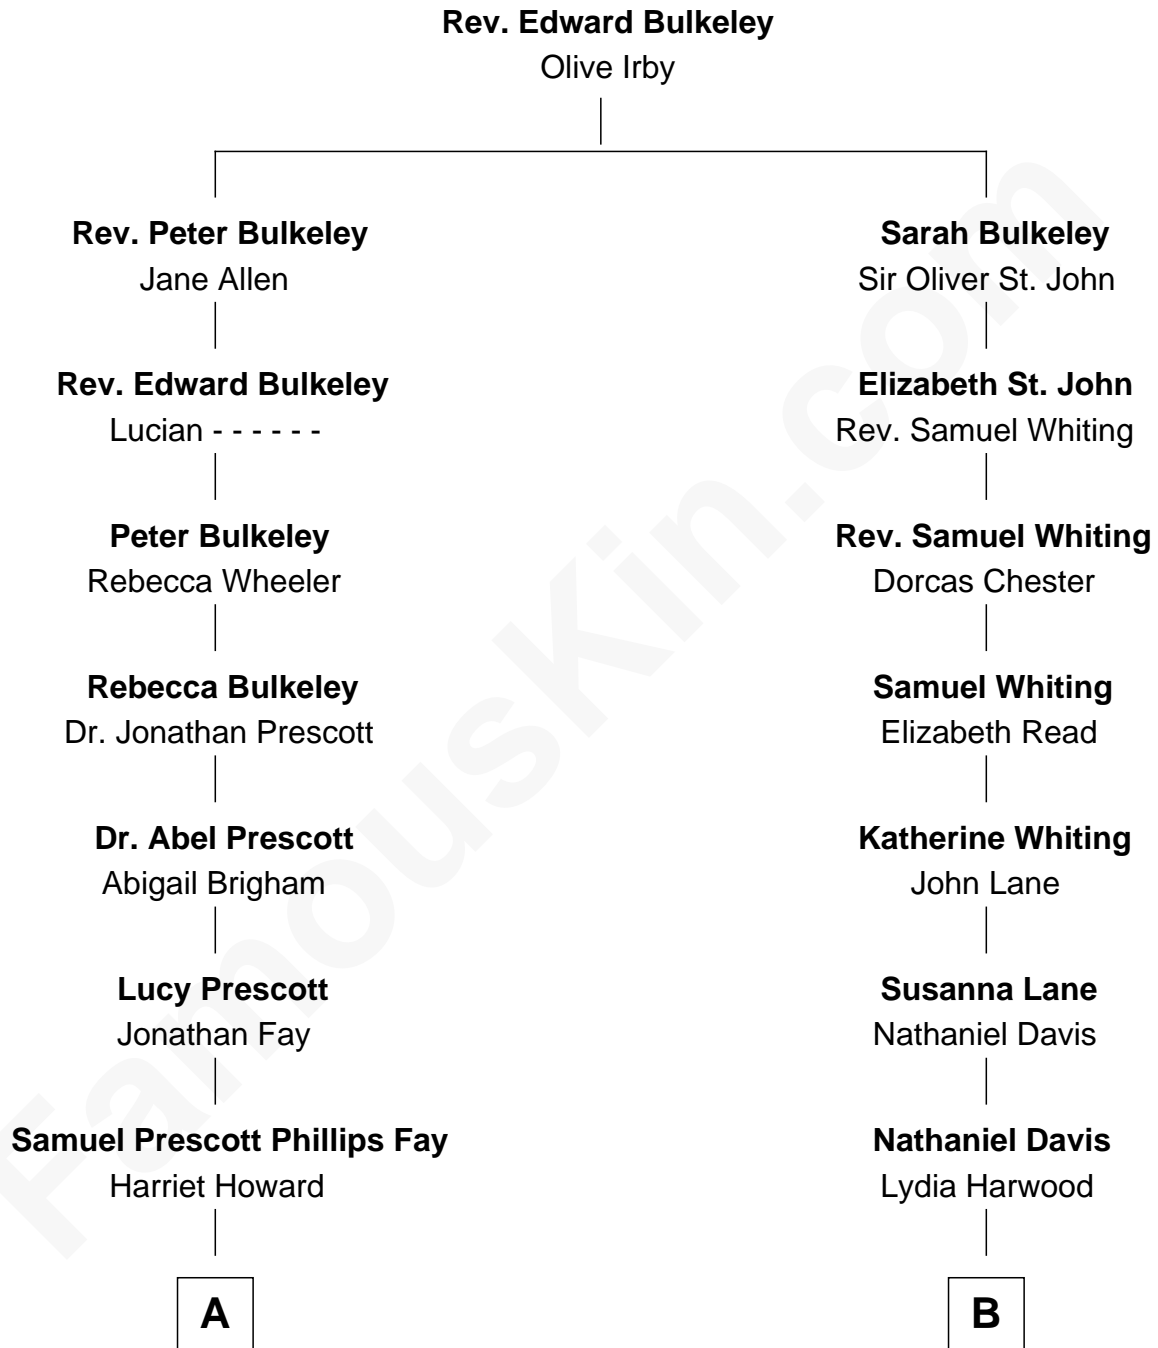 Rev. Edward Bulkeley
Olive Irby
Rev. Peter Bulkeley
Jane Allen
Sarah Bulkeley
Sir Oliver St. John
Rev. Edward Bulkeley
Lucian - - - - - -
Elizabeth St. John
Rev. Samuel Whiting
Peter Bulkeley
Rebecca Wheeler
Rev. Samuel Whiting
Dorcas Chester
Rebecca Bulkeley
Dr. Jonathan Prescott
Samuel Whiting
Elizabeth Read
Dr. Abel Prescott
Abigail Brigham
Katherine Whiting
John Lane
Lucy Prescott
Jonathan Fay
Susanna Lane
Nathaniel Davis
Samuel Prescott Phillips Fay
Harriet Howard
Nathaniel Davis
Lydia Harwood
A
B
FamousKin.com